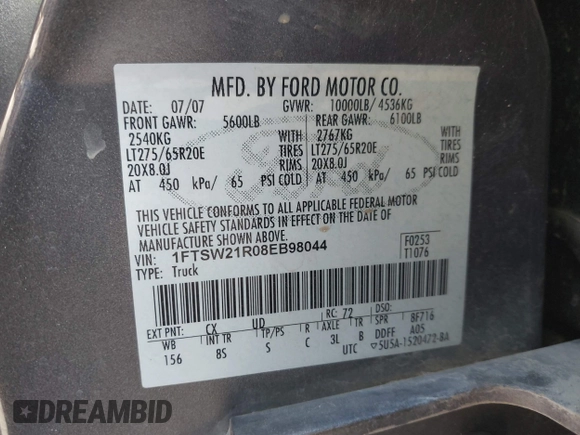 MFD. BY FORD MOTOR CO.
DATE: 07/07 GVWR: 10000LB/ 4536KG
FRONT GAWR: 5600LB REAR GAWR: 6100LB
2540KG WITH 2767KG WITH
LT275/65R20E TIRES LT275/65R20E TIRES
20X8.0J RIMS 20X8.0J RIMS
AT 450 kPa/ 65 PSI COLD AT 450 kPa/ 65 PSI COLD
Ford
THIS VEHICLE CONFORMS TO ALL APPLICABLE FEDERAL MOTOR
VEHICLE SAFETY STANDARDS IN EFFECT ON THE DATE OF
MANUFACTURE SHOWN ABOVE.
VIN: 1FTSW21R08EB98044 F0253
TYPE: Truck T1076
EXT PNT: CX UD RC: 72 DSO:
WB INT TR TP/PS R AXLE TR SPR 8F716
156 8S S C 3L B DDFF A05
UTC ▽5U5A-1520472-BA
DREAMBID